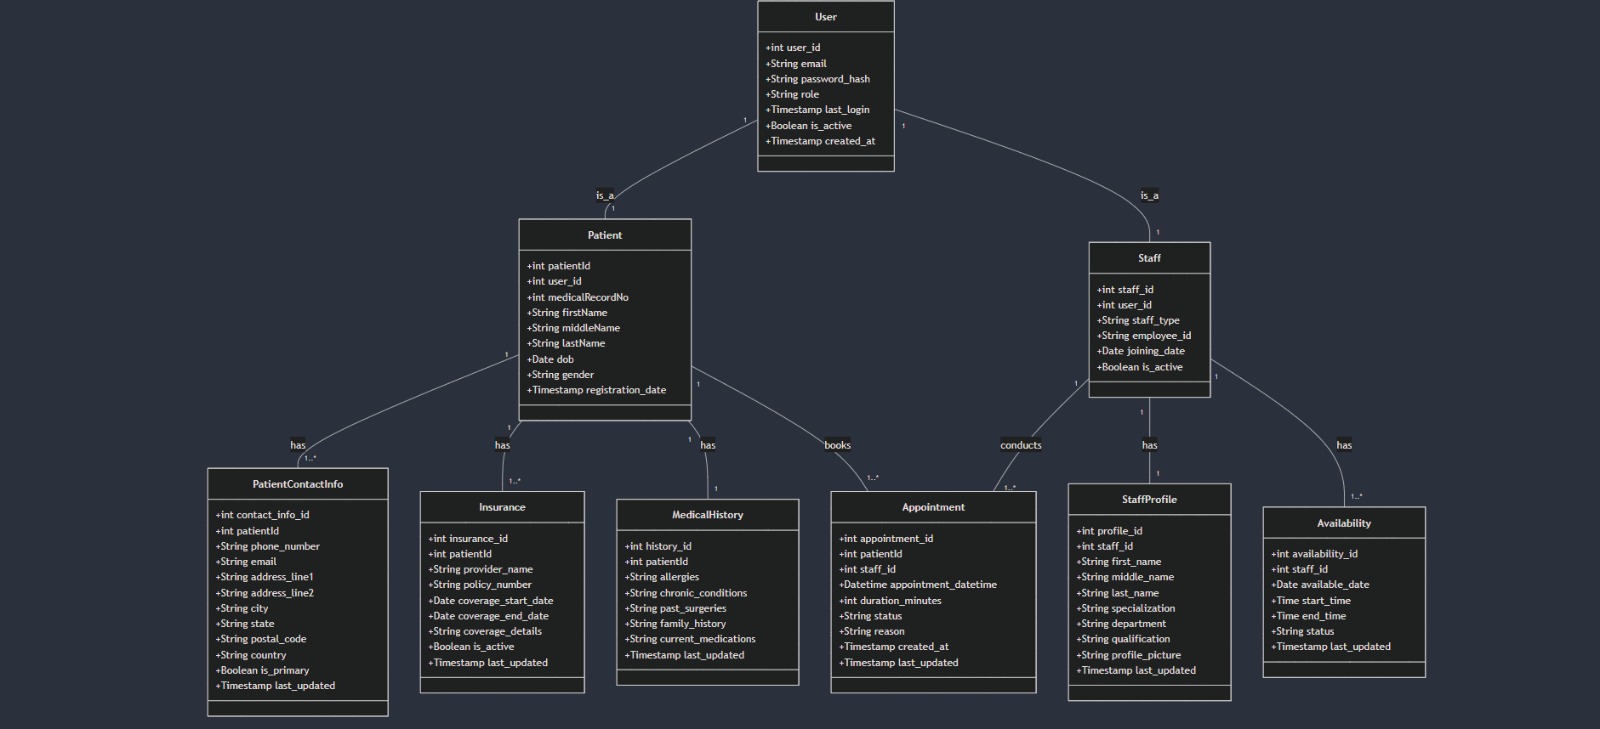 User
+int user_id
+String email
+String password_hash
+String role
+Timestamp last_login
+Boolean is_active
+Timestamp created_at
1
1
is_a
is_a
1
1
Patient
+int patientId
+int user_id
+int medicalRecordNo
+String firstName
+String middleName
+String lastName
+Date dob
+String gender
+Timestamp registration_date
Staff
+int staff_id
+int user_id
+String staff_type
+String employee_id
+Date joining_date
+Boolean is_active
1
1
1
1
1
1
1
has
has
has
books
conducts
has
has
1..*
1..*
1
1..*
1..*
1
1..*
PatientContactInfo
+int contact_info_id
+int patientId
+String phone_number
+String email
+String address_line1
+String address_line2
+String city
+String state
+String postal_code
+String country
+Boolean is_primary
+Timestamp last_updated
Insurance
+int insurance_id
+int patientId
+String provider_name
+String policy_number
+Date coverage_start_date
+Date coverage_end_date
+String coverage_details
+Boolean is_active
+Timestamp last_updated
MedicalHistory
+int history_id
+int patientId
+String allergies
+String chronic_conditions
+String past_surgeries
+String family_history
+String current_medications
+Timestamp last_updated
Appointment
+int appointment_id
+int patientId
+int staff_id
+Datetime appointment_datetime
+int duration_minutes
+String status
+String reason
+Timestamp created_at
+Timestamp last_updated
StaffProfile
+int profile_id
+int staff_id
+String first_name
+String middle_name
+String last_name
+String specialization
+String department
+String qualification
+String profile_picture
+Timestamp last_updated
Availability
+int availability_id
+int staff_id
+Date available_date
+Time start_time
+Time end_time
+String status
+Timestamp last_updated